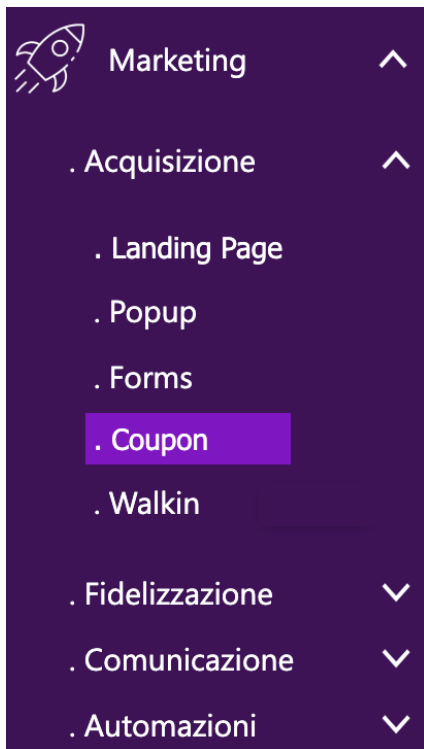 Marketing
. Acquisizione
. Landing Page
. Popup
. Forms
. Coupon
. Walkin
. Fidelizzazione
. Comunicazione
. Automazioni